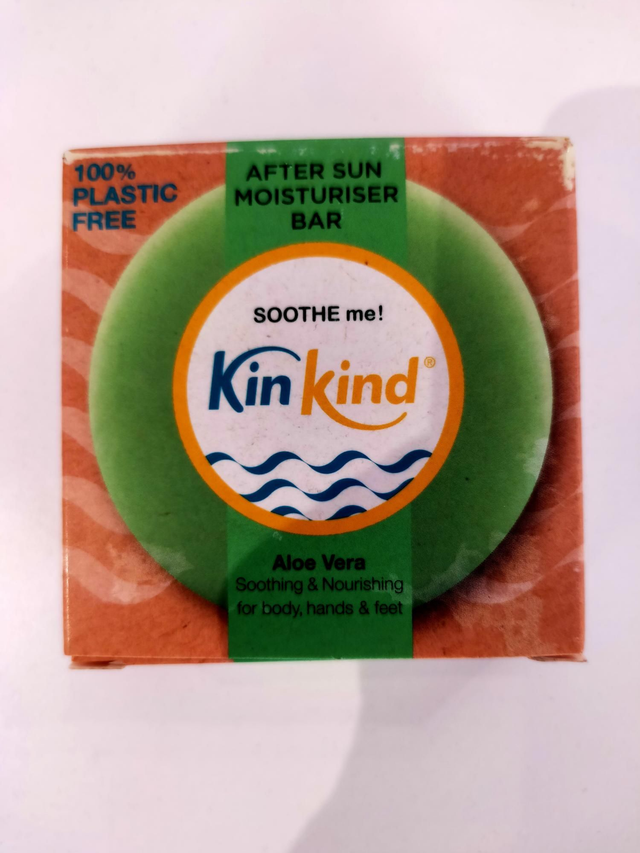 100%
PLASTIC
FREE
AFTER SUN
MOISTURISER
BAR
SOOTHE me!
KinKind®
Aloe Vera
Soothing & Nourishing
for body, hands & feet